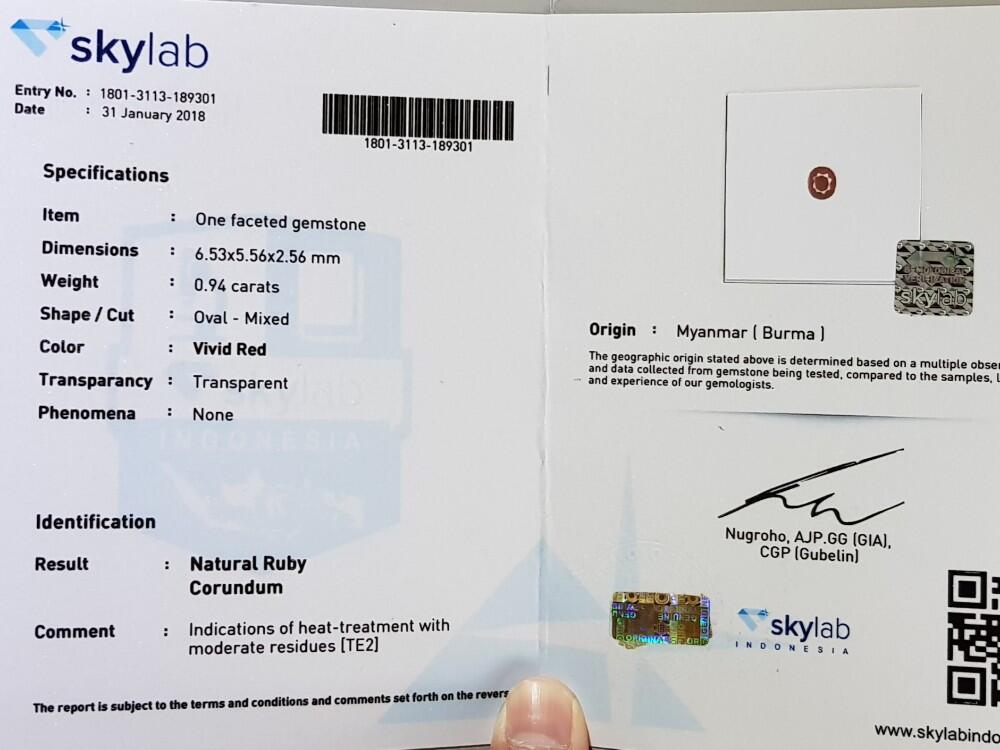 skylab
Entry No. : 1801-3113-189301
Date : 31 January 2018
1801-3113-189301
Specifications
Item : One faceted gemstone
Dimensions : 6.53x5.56x2.56 mm
Weight : 0.94 carats
Shape / Cut : Oval - Mixed
Color : Vivid Red
Transparancy : Transparent
Phenomena : None
skylab
INDONESIA
Identification
Result : Natural Ruby
Corundum
Comment : Indications of heat-treatment with
moderate residues [TE2]
The report is subject to the terms and conditions and comments set forth on the revers
GEMOLOGICAL
VERIFICATION
skylab
Origin : Myanmar ( Burma )
The geographic origin stated above is determined based on a multiple obser
and data collected from gemstone being tested, compared to the samples, L
and experience of our gemologists.
Nugroho, AJP.GG (GIA),
CGP (Gubelin)
skylab
INDONESIA
www.skylabindo